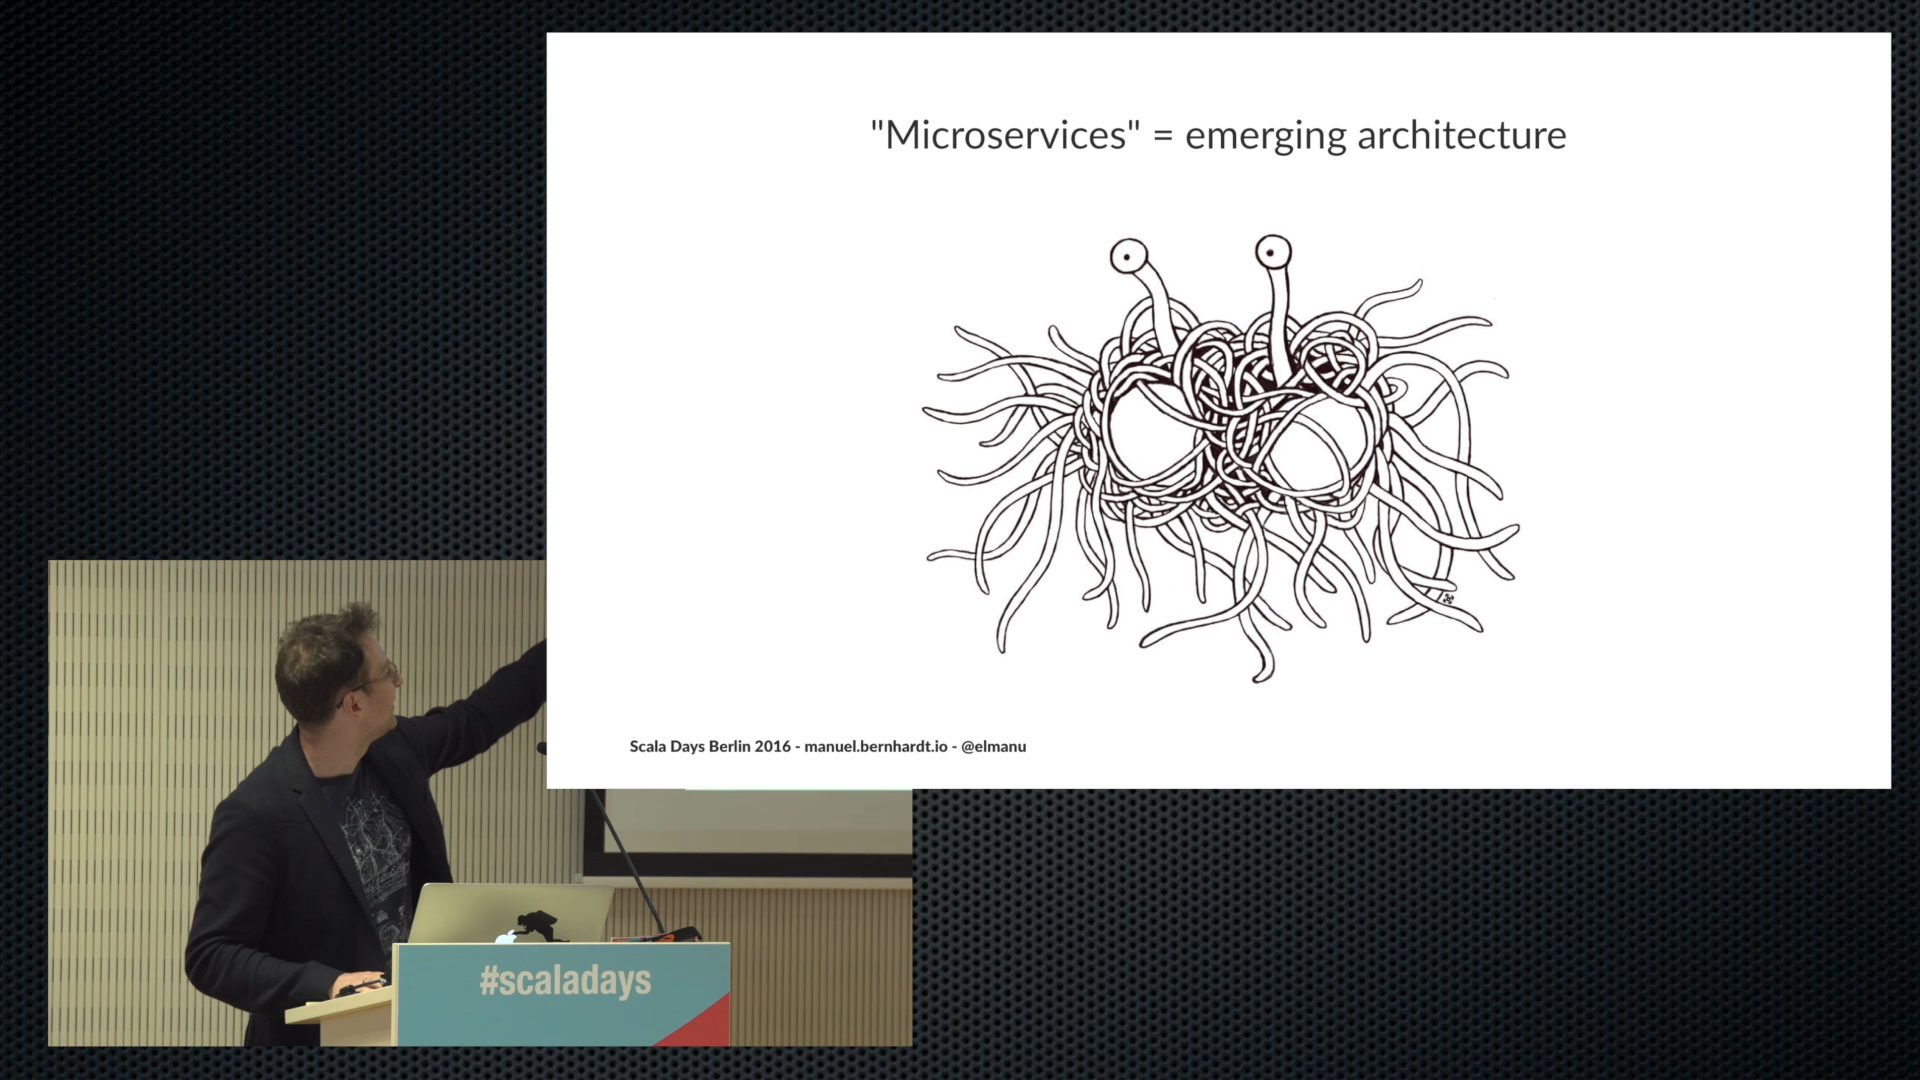 "Microservices" = emerging architecture
Scala Days Berlin 2016 - manuel.bernhardt.io - @elmanu
#scaladays